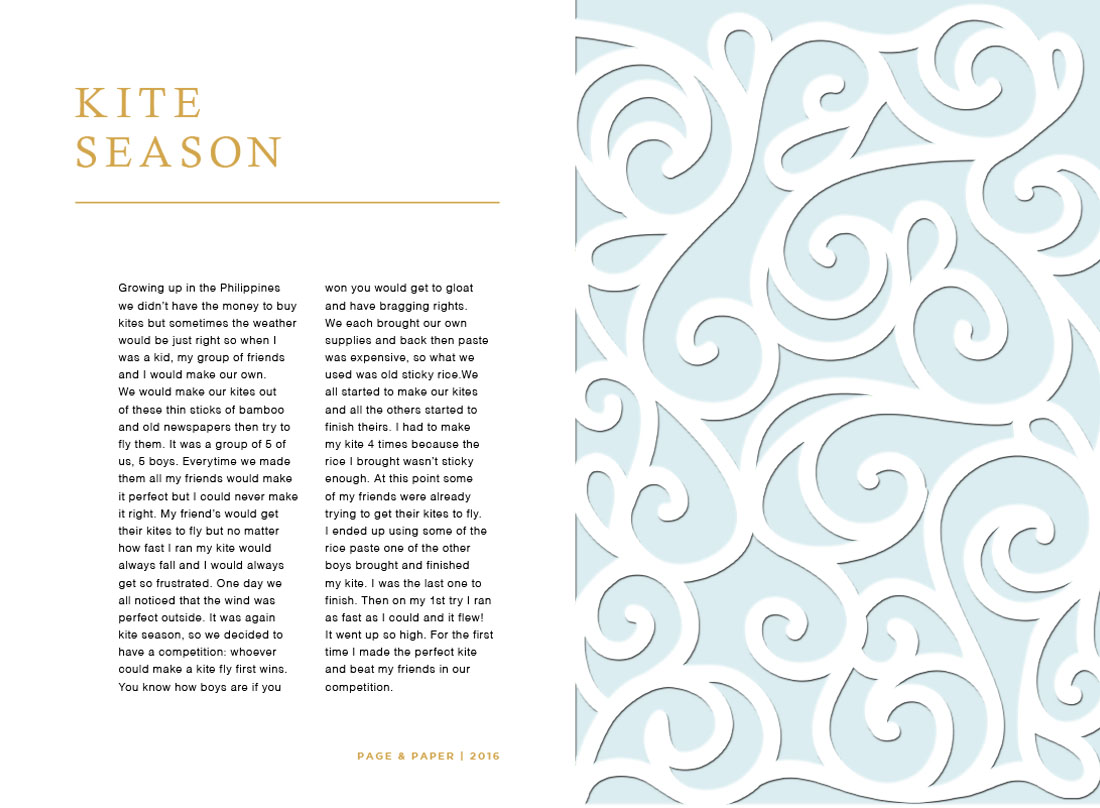 KITE
SEASON
Growing up in the Philippines
we didn't have the money to buy
kites but sometimes the weather
would be just right so when I
was a kid, my group of friends
and I would make our own.
We would make our kites out
of these thin sticks of bamboo
and old newspapers then try to
fly them. It was a group of 5 of
us, 5 boys. Everytime we made
them all my friends would make
it perfect but I could never make
it right. My friend's would get
their kites to fly but no matter
how fast I ran my kite would
always fall and I would always
get so frustrated. One day we
all noticed that the wind was
perfect outside. It was again
kite season, so we decided to
have a competition: whoever
could make a kite fly first wins.
You know how boys are if you
won you would get to gloat
and have bragging rights.
We each brought our own
supplies and back then paste
was expensive, so what we
used was old sticky rice.We
all started to make our kites
and all the others started to
finish theirs. I had to make
my kite 4 times because the
rice I brought wasn't sticky
enough. At this point some
of my friends were already
trying to get their kites to fly.
I ended up using some of the
rice paste one of the other
boys brought and finished
my kite. I was the last one to
finish. Then on my 1st try I ran
as fast as I could and it flew!
It went up so high. For the first
time I made the perfect kite
and beat my friends in our
competition.
PAGE & PAPER | 2016